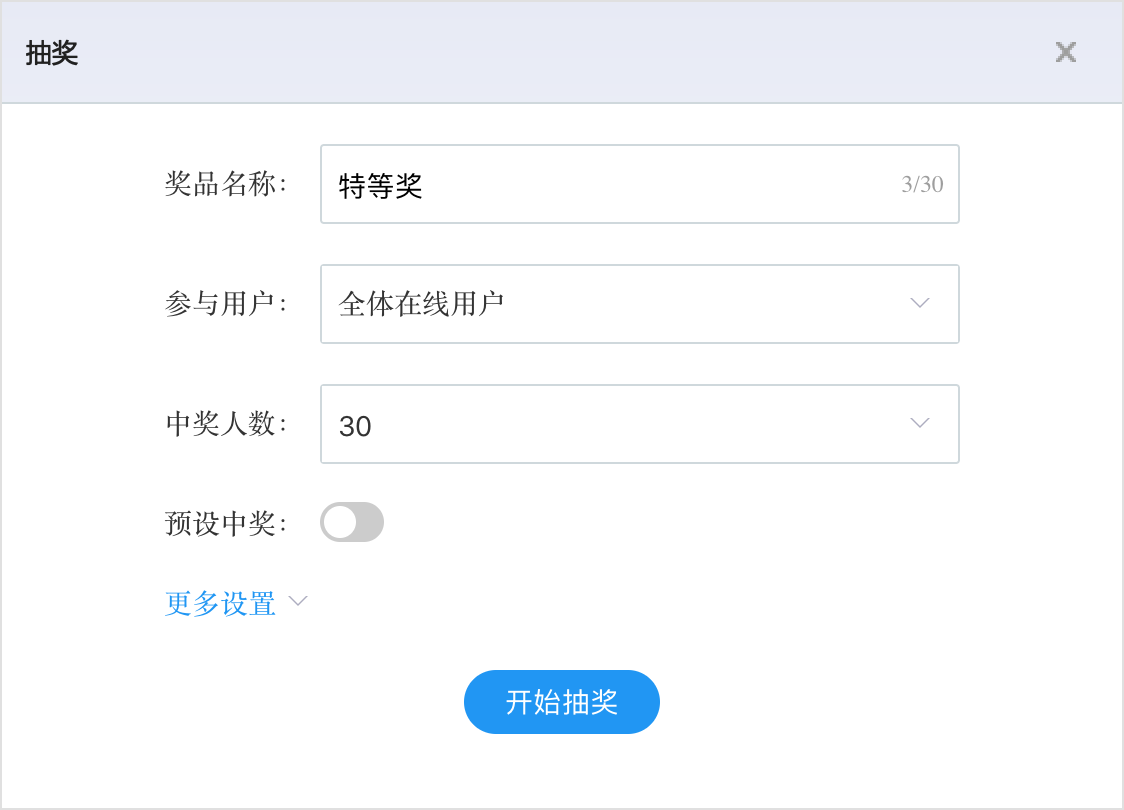 抽奖
奖品名称：特等奖 3/30
参与用户：全体在线用户
中奖人数：30
预设中奖：
更多设置
开始抽奖